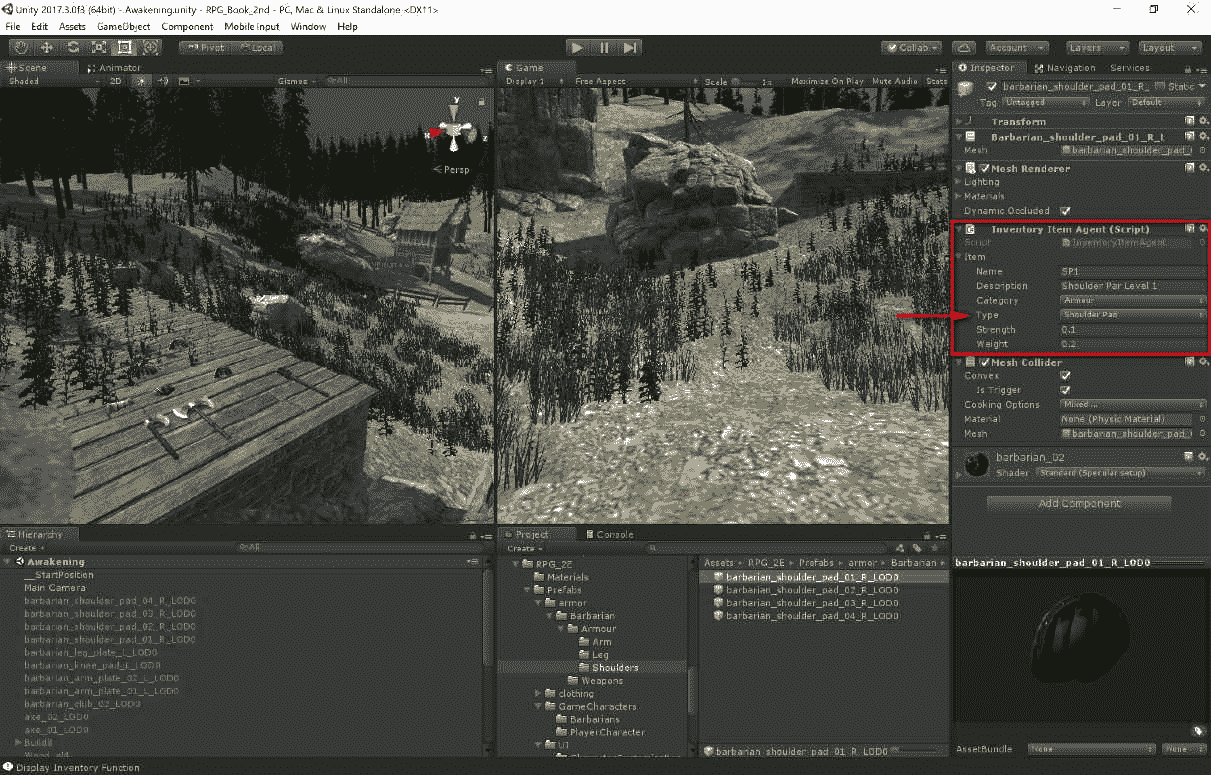 Unity 2017.3.0f3 (64bit) - Awakening.unity - RPG_Book_2nd - PC, Mac & Linux Standalone <DX11>
File Edit Assets GameObject Component Mobile Input Window Help
Pivot Local Collab Account Layers Layout
Scene Animator
Shaded 2D Gizmos All
Persp
y
x
z
Game
Display 1 Free Aspect Scale 1x Maximize On Play Mute Audio Stats
Inspector Navigation Services
barbarian_shoulder_pad_01_R_ Static
Tag Untagged Layer Default
Transform
Barbarian_shoulder_pad_01_R_L
Mesh barbarian_shoulder_pad_
Mesh Renderer
Lighting
Materials
Dynamic Occluded
Inventory Item Agent (Script)
Script InventoryItemAgent
Item
Name SP1
Description Shoulder Par Level 1
Category Armour
Type Shoulder Pad
Strength 0.1
Weight 0.2
Mesh Collider
Convex
Is Trigger
Cooking Options Mixed ...
Material None (Physic Material)
Mesh barbarian_shoulder_pad_
barbarian_02
Shader Standard (Specular setup)
Add Component
Hierarchy
Create All
Awakening
__StartPosition
Main Camera
barbarian_shoulder_pad_04_R_LOD0
barbarian_shoulder_pad_03_R_LOD0
barbarian_shoulder_pad_02_R_LOD0
barbarian_shoulder_pad_01_R_LOD0
barbarian_leg_plate_L_LOD0
barbarian_knee_pad_L_LOD0
barbarian_arm_plate_02_L_LOD0
barbarian_arm_plate_01_L_LOD0
barbarian_club_02_LOD0
axe_02_LOD0
axe_01_LOD0
Project Console
Create
RPG_2E
Materials
Prefabs
armor
Barbarian
Armour
Arm
Leg
Shoulders
Weapons
clothing
GameCharacters
Barbarians
PlayerCharacter
UI
Assets RPG_2E Prefabs armor Barbarian
barbarian_shoulder_pad_01_R_LOD0
barbarian_shoulder_pad_02_R_LOD0
barbarian_shoulder_pad_03_R_LOD0
barbarian_shoulder_pad_04_R_LOD0
barbarian_shoulder_pad_01_R_LOD0
barbarian_shoulder_pad_01_R_LOD0
AssetBundle None None
Display Inventory Function